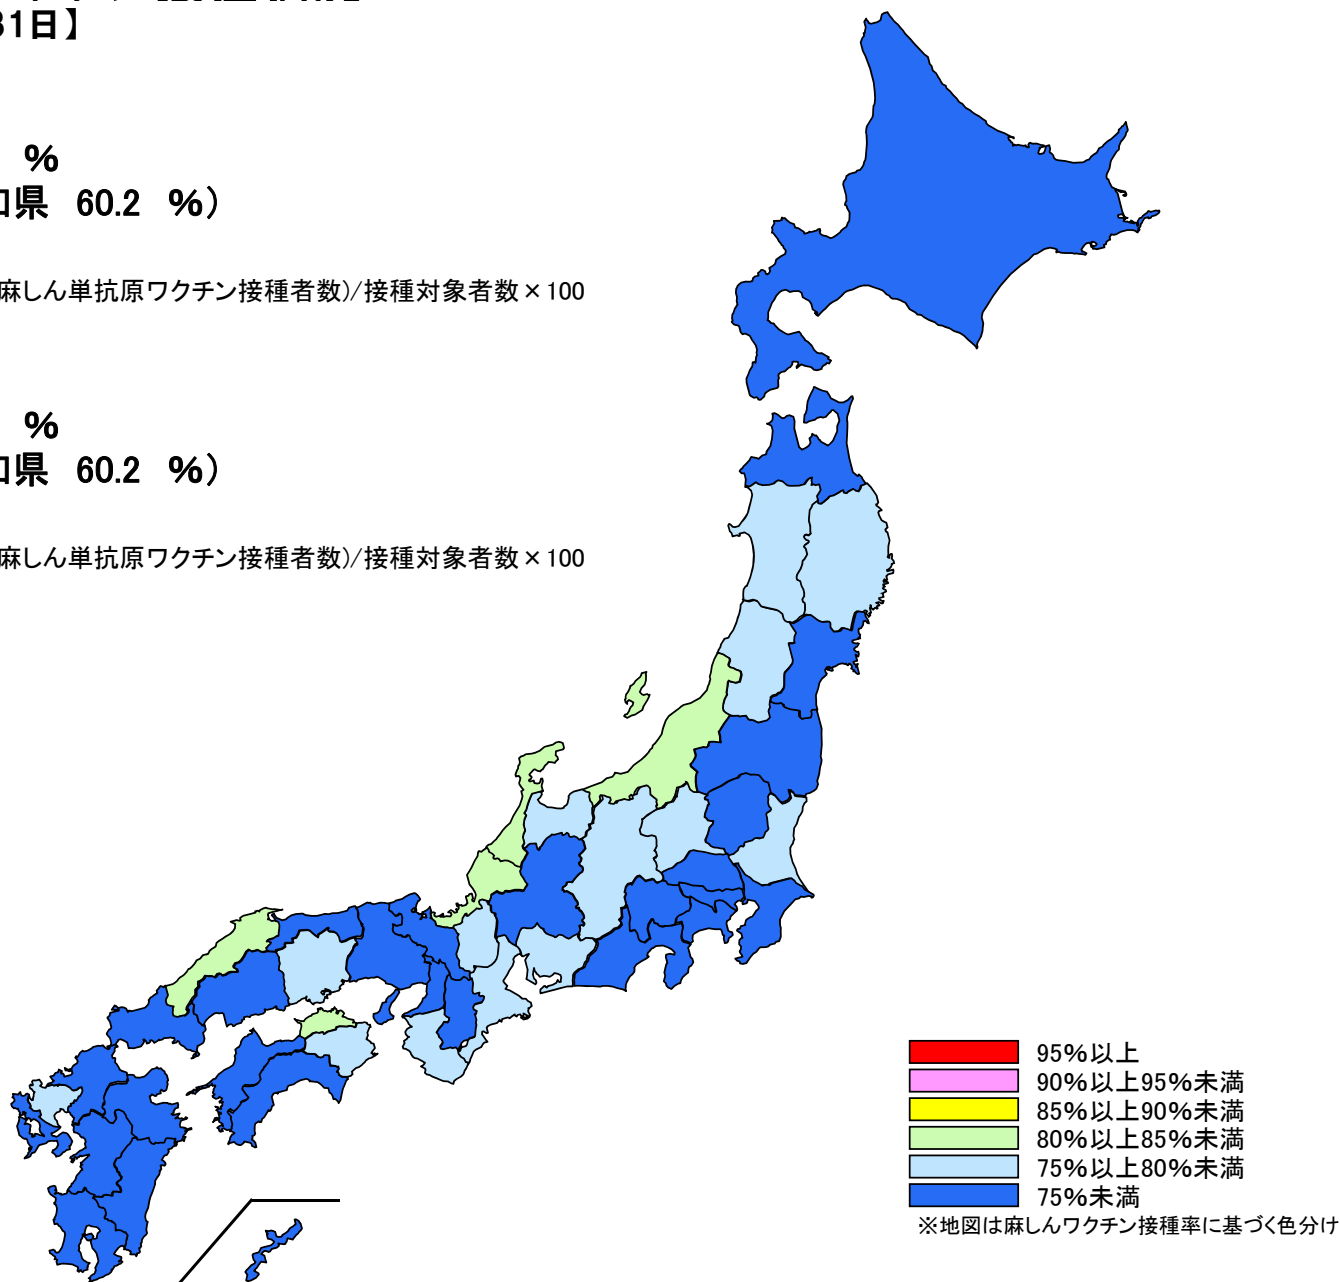 31日】
%
口県 60.2 %）
麻しん単抗原ワクチン接種者数)/接種対象者数×100
%
口県 60.2 %）
麻しん単抗原ワクチン接種者数)/接種対象者数×100
95%以上
90%以上95%未満
85%以上90%未満
80%以上85%未満
75%以上80%未満
75%未満
※地図は麻しんワクチン接種率に基づく色分け